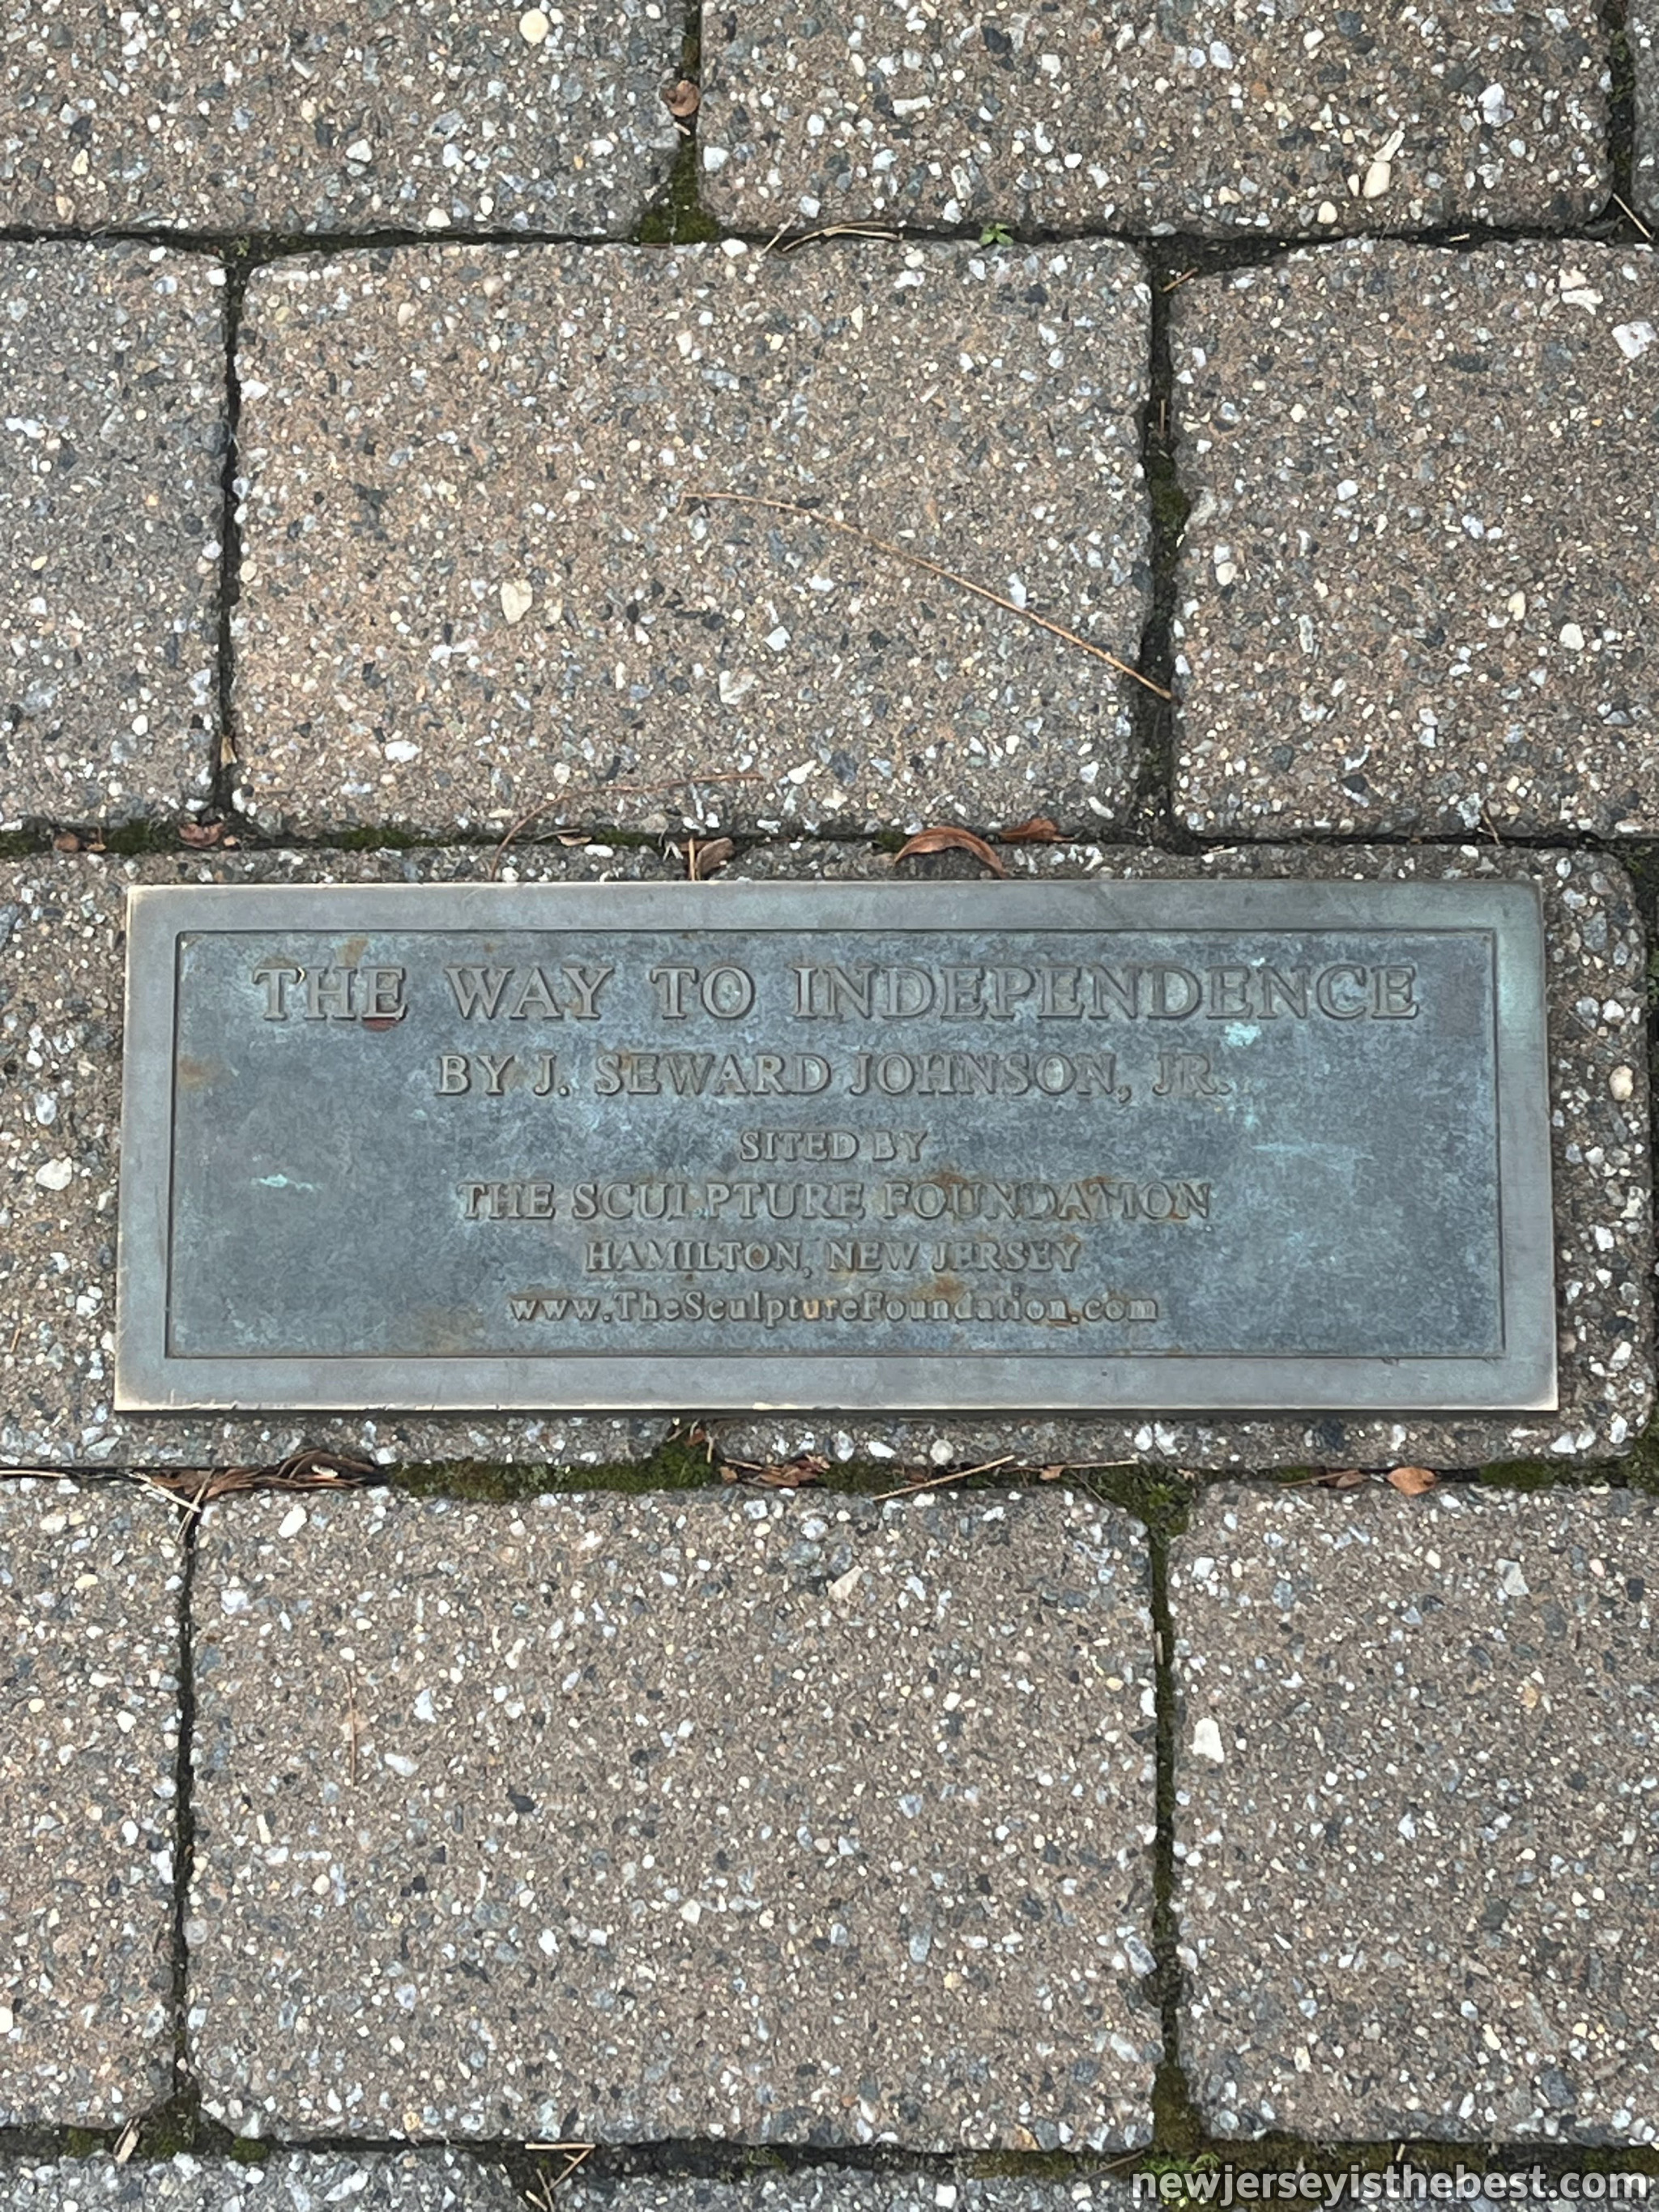 THE WAY TO INDEPENDENCE
BY J. SEWARD JOHNSON, JR.
SITED BY
THE SCULPTURE FOUNDATION
HAMILTON, NEW JERSEY
www.TheSculptureFoundation.com
newjerseyisthebest.com